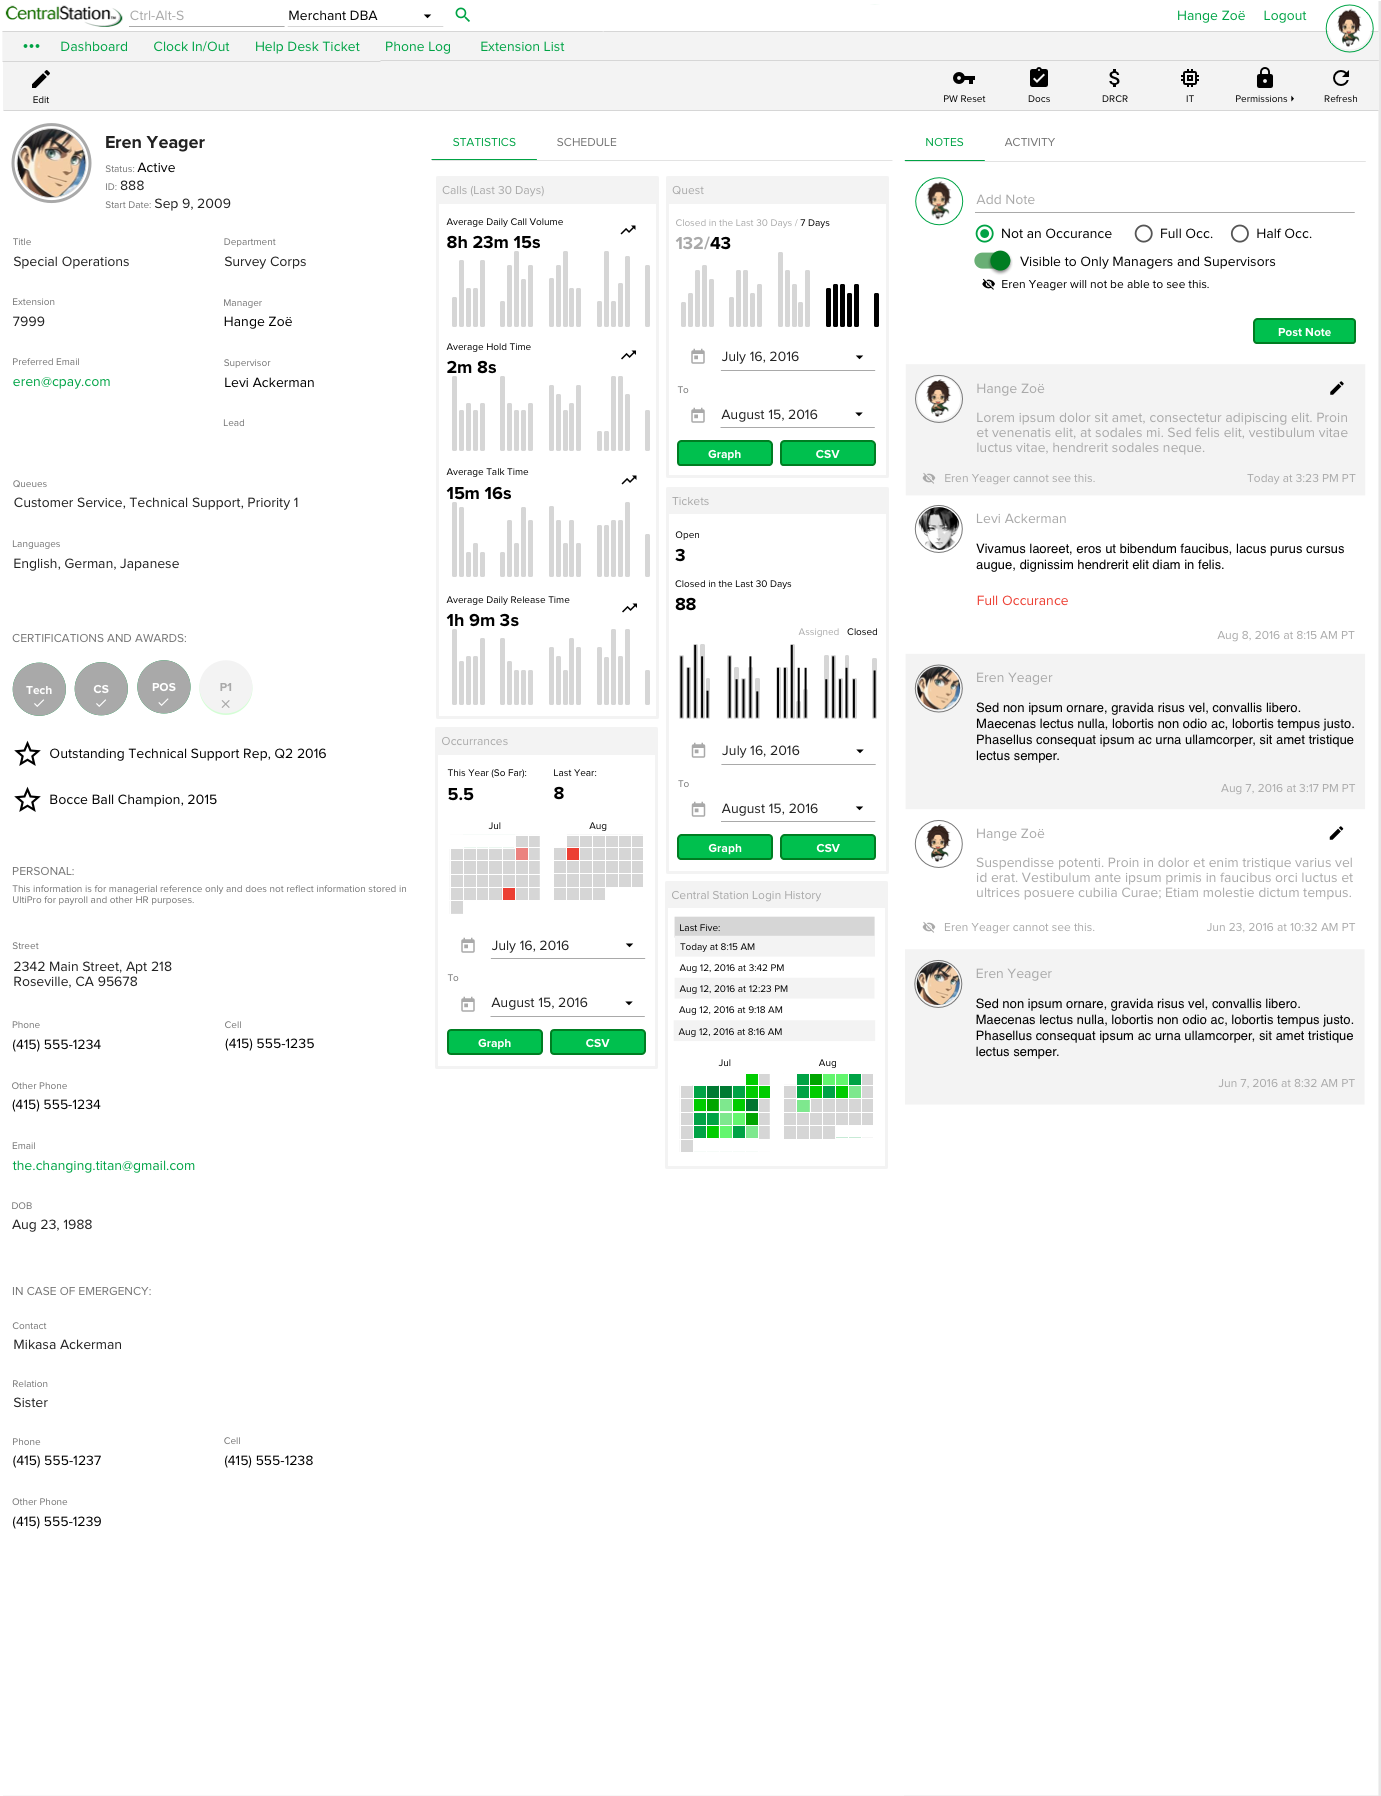 CentralStation™ Ctrl-Alt-S Merchant DBA
Hange Zoë Logout
••• Dashboard Clock In/Out Help Desk Ticket Phone Log Extension List
Edit
PW Reset Docs DRCR IT Permissions Refresh
Eren Yeager
Status: Active
ID: 888
Start Date: Sep 9, 2009
Title
Special Operations
Department
Survey Corps
Extension
7999
Manager
Hange Zoë
Preferred Email
eren@cpay.com
Supervisor
Levi Ackerman
Lead
Queues
Customer Service, Technical Support, Priority 1
Languages
English, German, Japanese
CERTIFICATIONS AND AWARDS:
Tech CS POS P1
Outstanding Technical Support Rep, Q2 2016
Bocce Ball Champion, 2015
PERSONAL:
This information is for managerial reference only and does not reflect information stored in
UltiPro for payroll and other HR purposes.
Street
2342 Main Street, Apt 218
Roseville, CA 95678
Phone
(415) 555-1234
Cell
(415) 555-1235
Other Phone
(415) 555-1234
Email
the.changing.titan@gmail.com
DOB
Aug 23, 1988
IN CASE OF EMERGENCY:
Contact
Mikasa Ackerman
Relation
Sister
Phone
(415) 555-1237
Cell
(415) 555-1238
Other Phone
(415) 555-1239
STATISTICS SCHEDULE
Calls (Last 30 Days)
Average Daily Call Volume
8h 23m 15s
Average Hold Time
2m 8s
Average Talk Time
15m 16s
Average Daily Release Time
1h 9m 3s
Occurrances
This Year (So Far):
5.5
Last Year:
8
Jul Aug
July 16, 2016
To
August 15, 2016
Graph CSV
Quest
Closed in the Last 30 Days / 7 Days
132/43
July 16, 2016
To
August 15, 2016
Graph CSV
Tickets
Open
3
Closed in the Last 30 Days
88
Assigned Closed
July 16, 2016
To
August 15, 2016
Graph CSV
Central Station Login History
Last Five:
Today at 8:15 AM
Aug 12, 2016 at 3:42 PM
Aug 12, 2016 at 12:23 PM
Aug 12, 2016 at 9:18 AM
Aug 12, 2016 at 8:16 AM
Jul Aug
NOTES ACTIVITY
Add Note
Not an Occurance Full Occ. Half Occ.
Visible to Only Managers and Supervisors
Eren Yeager will not be able to see this.
Post Note
Hange Zoë
Lorem ipsum dolor sit amet, consectetur adipiscing elit. Proin
et venenatis elit, at sodales mi. Sed felis elit, vestibulum vitae
luctus vitae, hendrerit sodales neque.
Eren Yeager cannot see this. Today at 3:23 PM PT
Levi Ackerman
Vivamus laoreet, eros ut bibendum faucibus, lacus purus cursus
augue, dignissim hendrerit elit diam in felis.
Full Occurance
Aug 8, 2016 at 8:15 AM PT
Eren Yeager
Sed non ipsum ornare, gravida risus vel, convallis libero.
Maecenas lectus nulla, lobortis non odio ac, lobortis tempus justo.
Phasellus consequat ipsum ac urna ullamcorper, sit amet tristique
lectus semper.
Aug 7, 2016 at 3:17 PM PT
Hange Zoë
Suspendisse potenti. Proin in dolor et enim tristique varius vel
id erat. Vestibulum ante ipsum primis in faucibus orci luctus et
ultrices posuere cubilia Curae; Etiam molestie dictum tempus.
Eren Yeager cannot see this. Jun 23, 2016 at 10:32 AM PT
Eren Yeager
Sed non ipsum ornare, gravida risus vel, convallis libero.
Maecenas lectus nulla, lobortis non odio ac, lobortis tempus justo.
Phasellus consequat ipsum ac urna ullamcorper, sit amet tristique
lectus semper.
Jun 7, 2016 at 8:32 AM PT